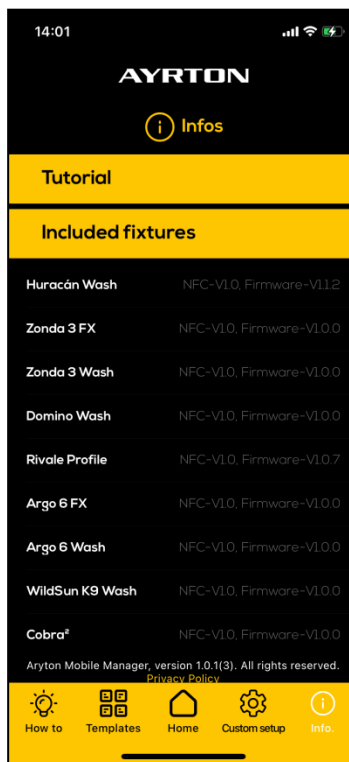 14:01
AYRTON
i Infos
Tutorial
Included fixtures
Huracán Wash NFC-V1.0, Firmware-V1.1.2
Zonda 3 FX NFC-V1.0, Firmware-V1.0.0
Zonda 3 Wash NFC-V1.0, Firmware-V1.0.0
Domino Wash NFC-V1.0, Firmware-V1.0.0
Rivale Profile NFC-V1.0, Firmware-V1.0.7
Argo 6 FX NFC-V1.0, Firmware-V1.0.0
Argo 6 Wash NFC-V1.0, Firmware-V1.0.0
WildSun K9 Wash NFC-V1.0, Firmware-V1.0.0
Cobra² NFC-V1.0, Firmware-V1.0.0
Aryton Mobile Manager, version 1.0.1(3). All rights reserved.
Privacy Policy
How to Templates Home Custom setup Info.